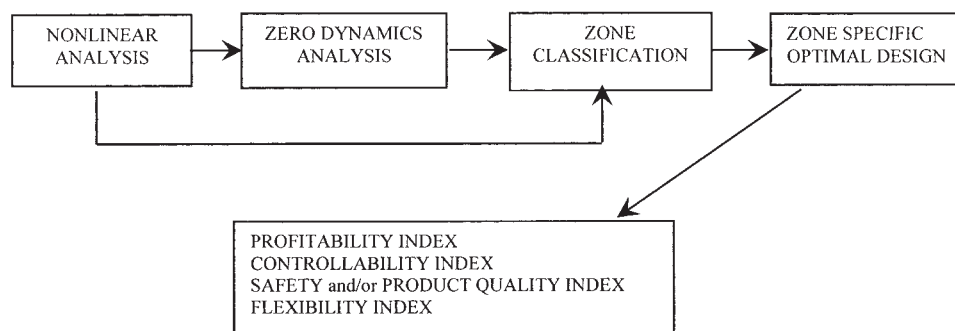 NONLINEAR
ANALYSIS
ZERO DYNAMICS
ANALYSIS
ZONE
CLASSIFICATION
ZONE SPECIFIC
OPTIMAL DESIGN
PROFITABILITY INDEX
CONTROLLABILITY INDEX
SAFETY and/or PRODUCT QUALITY INDEX
FLEXIBILITY INDEX